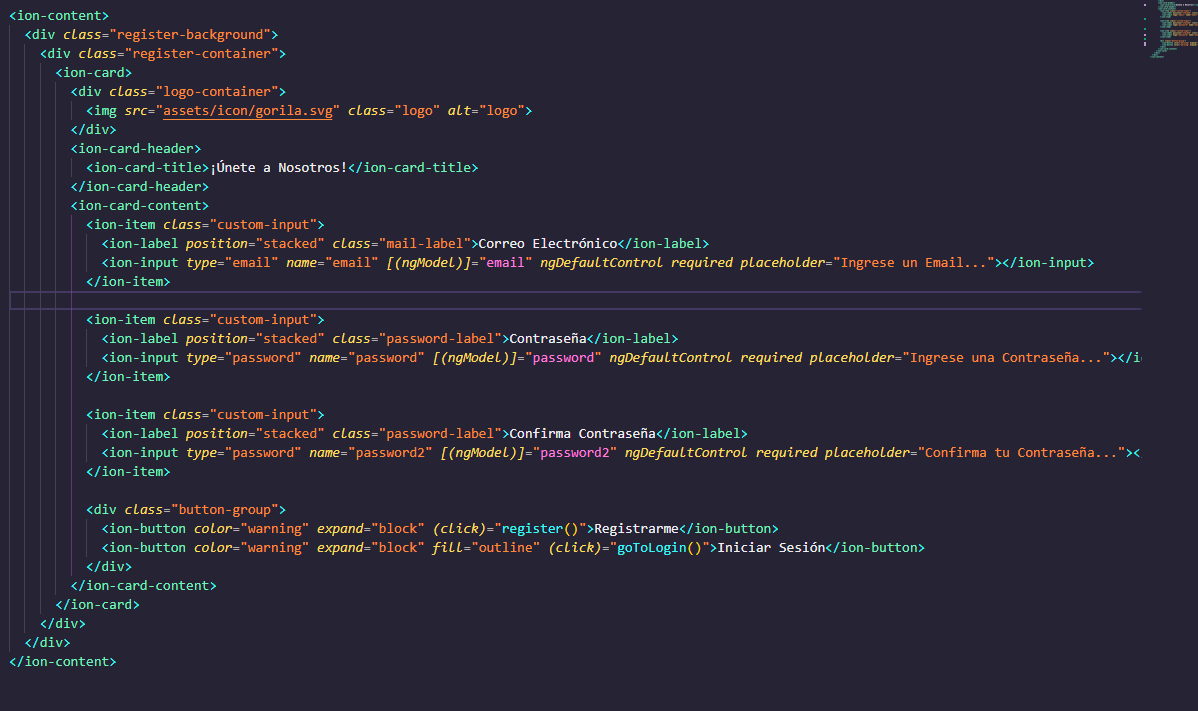 <ion-content>
<div class="register-background">
<div class="register-container">
<ion-card>
<div class="logo-container">
<img src="assets/icon/gorila.svg" class="logo" alt="logo">
</div>
<ion-card-header>
<ion-card-title>¡Únete a Nosotros!</ion-card-title>
</ion-card-header>
<ion-card-content>
<ion-item class="custom-input">
<ion-label position="stacked" class="mail-label">Correo Electrónico</ion-label>
<ion-input type="email" name="email" [(ngModel)]="email" ngDefaultControl required placeholder="Ingrese un Email..."></ion-input>
</ion-item>
<ion-item class="custom-input">
<ion-label position="stacked" class="password-label">Contraseña</ion-label>
<ion-input type="password" name="password" [(ngModel)]="password" ngDefaultControl required placeholder="Ingrese una Contraseña..."></i
</ion-item>
<ion-item class="custom-input">
<ion-label position="stacked" class="password-label">Confirma Contraseña</ion-label>
<ion-input type="password" name="password2" [(ngModel)]="password2" ngDefaultControl required placeholder="Confirma tu Contraseña..."><
</ion-item>
<div class="button-group">
<ion-button color="warning" expand="block" (click)="register()">Registrarme</ion-button>
<ion-button color="warning" expand="block" fill="outline" (click)="goToLogin()">Iniciar Sesión</ion-button>
</div>
</ion-card-content>
</ion-card>
</div>
</div>
</ion-content>